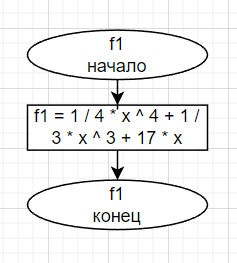 f1
начало
f1 = 1 / 4 * x ^ 4 + 1 /
3 * x ^ 3 + 17 * x
f1
конец